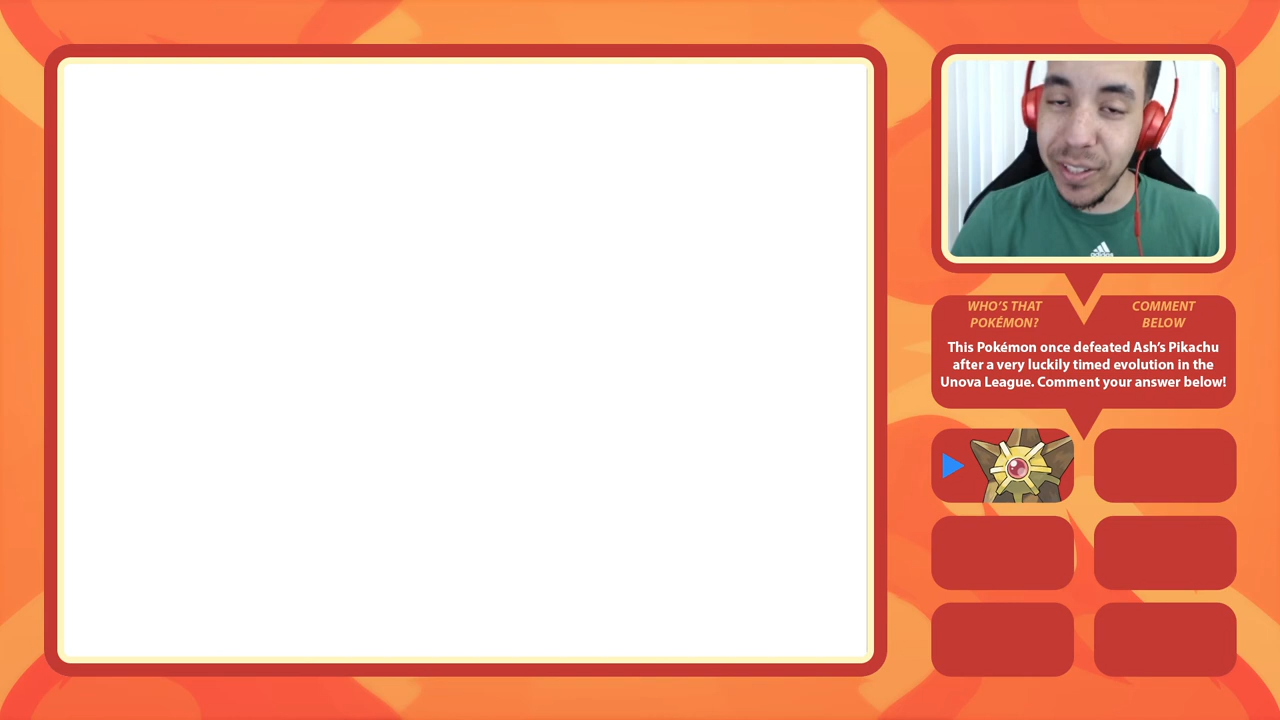 adidas
WHO'S THAT
POKÉMON?
COMMENT
BELOW
This Pokémon once defeated Ash's Pikachu
after a very luckily timed evolution in the
Unova League. Comment your answer below!